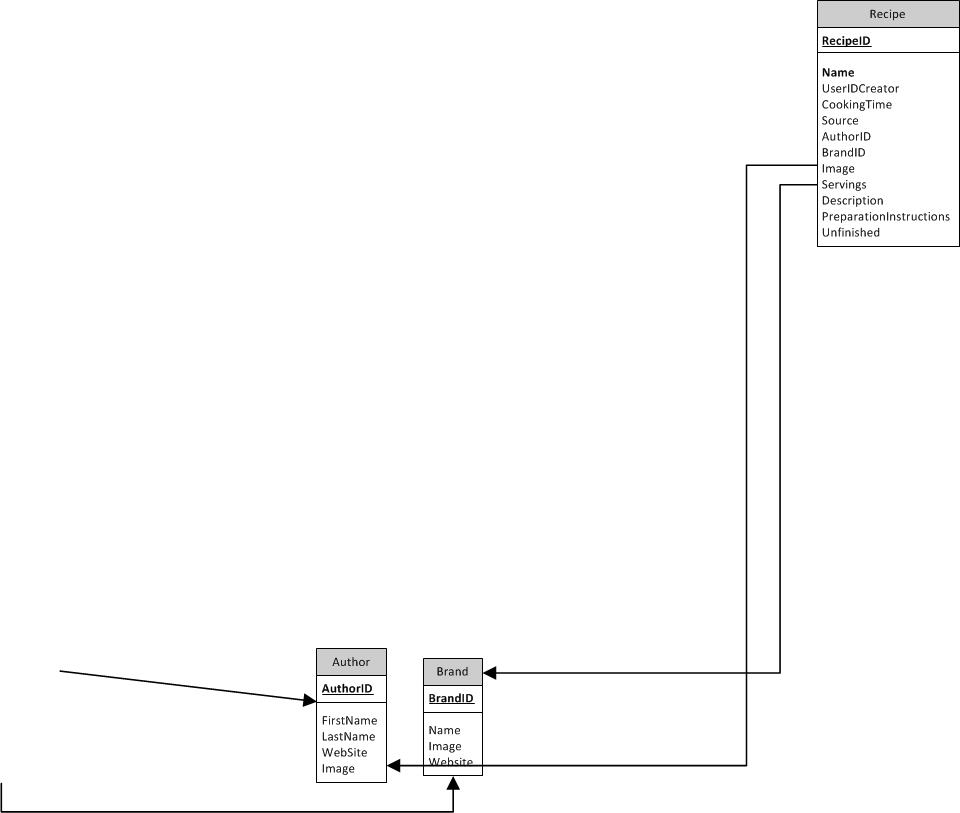 Recipe
RecipeID
Name
UserIDCreator
CookingTime
Source
AuthorID
BrandID
Image
Servings
Description
PreparationInstructions
Unfinished
Author
AuthorID
FirstName
LastName
WebSite
Image
Brand
BrandID
Name
Image
Website